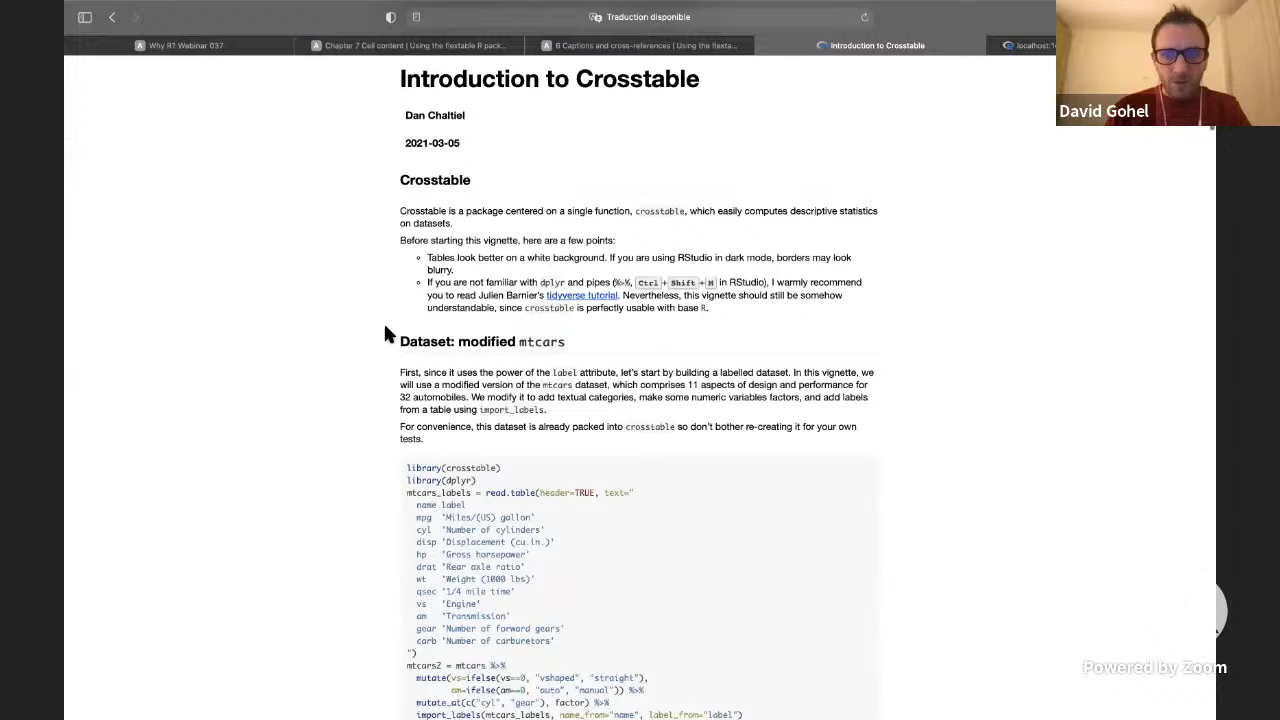 Traduction disponible
Why R? Webinar 037
Chapter 7 Cell content | Using the flextable R pack...
6 Captions and cross-references | Using the flexta...
Introduction to Crosstable
localhost:1
Introduction to Crosstable
David Gohel
Dan Chaltiel
2021-03-05
Crosstable
Crosstable is a package centered on a single function, crosstable, which easily computes descriptive statistics
on datasets.
Before starting this vignette, here are a few points:
Tables look better on a white background. If you are using RStudio in dark mode, borders may look
blurry.
If you are not familiar with dplyr and pipes (%>%, Ctrl+Shift+M in RStudio), I warmly recommend
you to read Julien Barnier's tidyverse tutorial. Nevertheless, this vignette should still be somehow
understandable, since crosstable is perfectly usable with base R.
Dataset: modified mtcars
First, since it uses the power of the label attribute, let's start by building a labelled dataset. In this vignette, we
will use a modified version of the mtcars dataset, which comprises 11 aspects of design and performance for
32 automobiles. We modify it to add textual categories, make some numeric variables factors, and add labels
from a table using import_labels.
For convenience, this dataset is already packed into crosstable so don't bother re-creating it for your own
tests.
library(crosstable)
library(dplyr)
mtcars_labels = read.table(header=TRUE, text="
name label
mpg 'Miles/(US) gallon'
cyl 'Number of cylinders'
disp 'Displacement (cu.in.)'
hp 'Gross horsepower'
drat 'Rear axle ratio'
wt 'Weight (1000 lbs)'
qsec '1/4 mile time'
vs 'Engine'
am 'Transmission'
gear 'Number of forward gears'
carb 'Number of carburetors'
")
mtcars2 = mtcars %>%
mutate(vs=ifelse(vs==0, "vshaped", "straight"),
am=ifelse(am==0, "auto", "manual")) %>%
mutate_at(c("cyl", "gear"), factor) %>%
import_labels(mtcars_labels, name_from="name", label_from="label")
Powered by Zoom